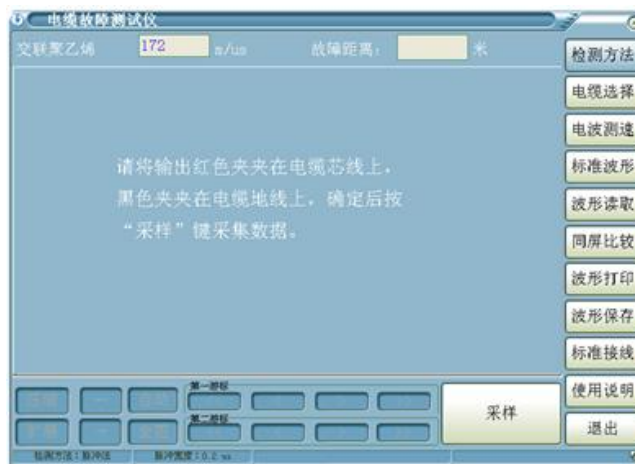 电缆故障测试仪
交联聚乙烯 172 m/us 故障距离： 米
请将输出红色夹夹在电缆芯线上，
黑色夹夹在电缆地线上，确定后按
“采样”键采集数据。
检测方法
电缆选择
电波测速
标准波形
波形读取
同屏比较
波形打印
波形保存
标准接线
使用说明
退出
第一游标
第二游标
采样
检测方法：脉冲法 脉冲宽度：0.2 us